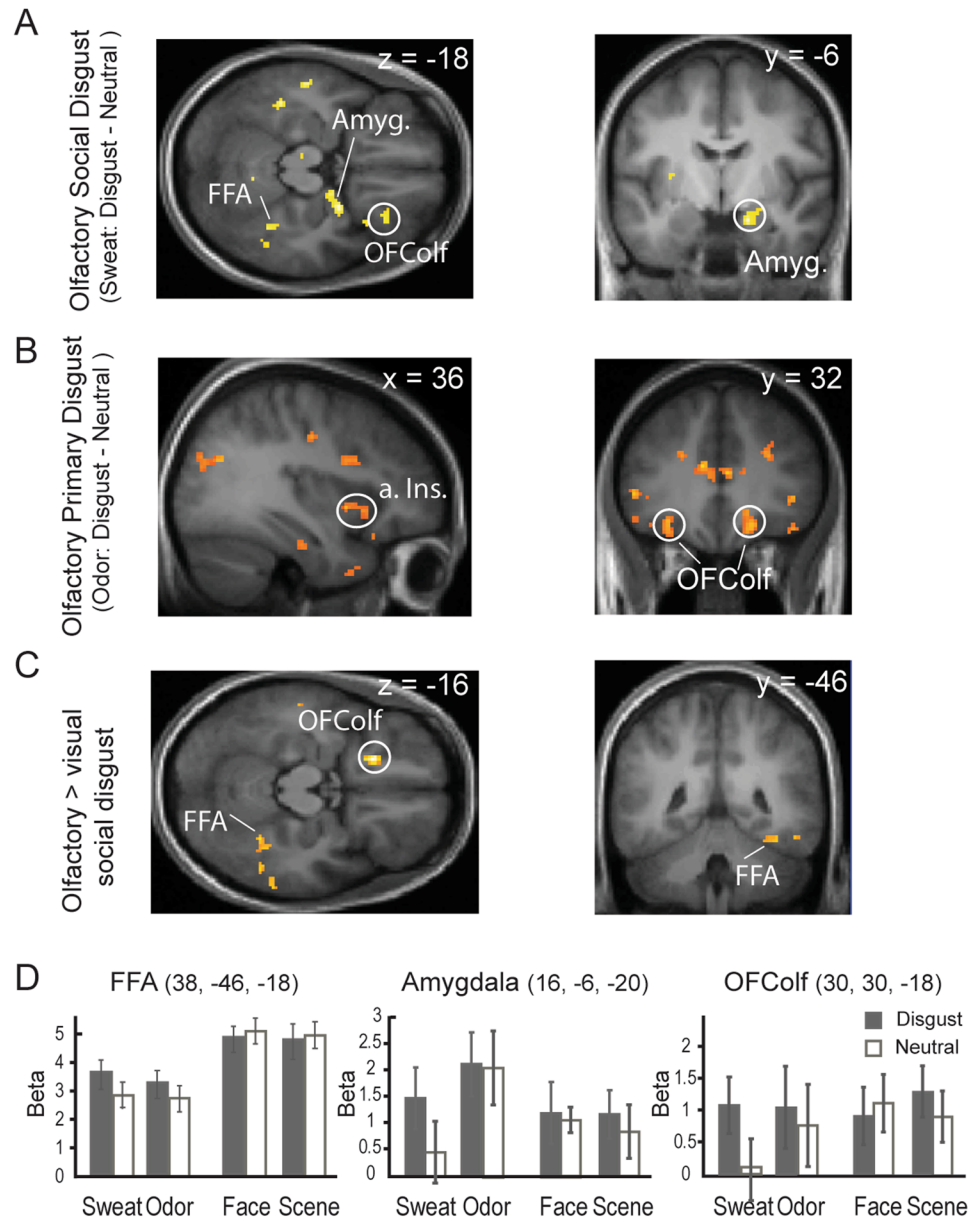 A
Olfactory Social Disgust
(Sweat: Disgust - Neutral )
z = -18
Amyg.
FFA
OFColf
y = -6
Amyg.
B
Olfactory Primary Disgust
(Odor: Disgust - Neutral )
x = 36
a. Ins.
y = 32
OFColf
C
Olfactory > visual
social disgust
z = -16
OFColf
FFA
y = -46
FFA
D
FFA (38, -46, -18)
Beta
5
4
3
2
1
0
Sweat Odor Face Scene
Amygdala (16, -6, -20)
Beta
3
2.5
2
1.5
1
0.5
0
Sweat Odor Face Scene
OFColf (30, 30, -18)
Disgust
Neutral
Beta
2
1.5
1
0.5
0
Sweat Odor Face Scene